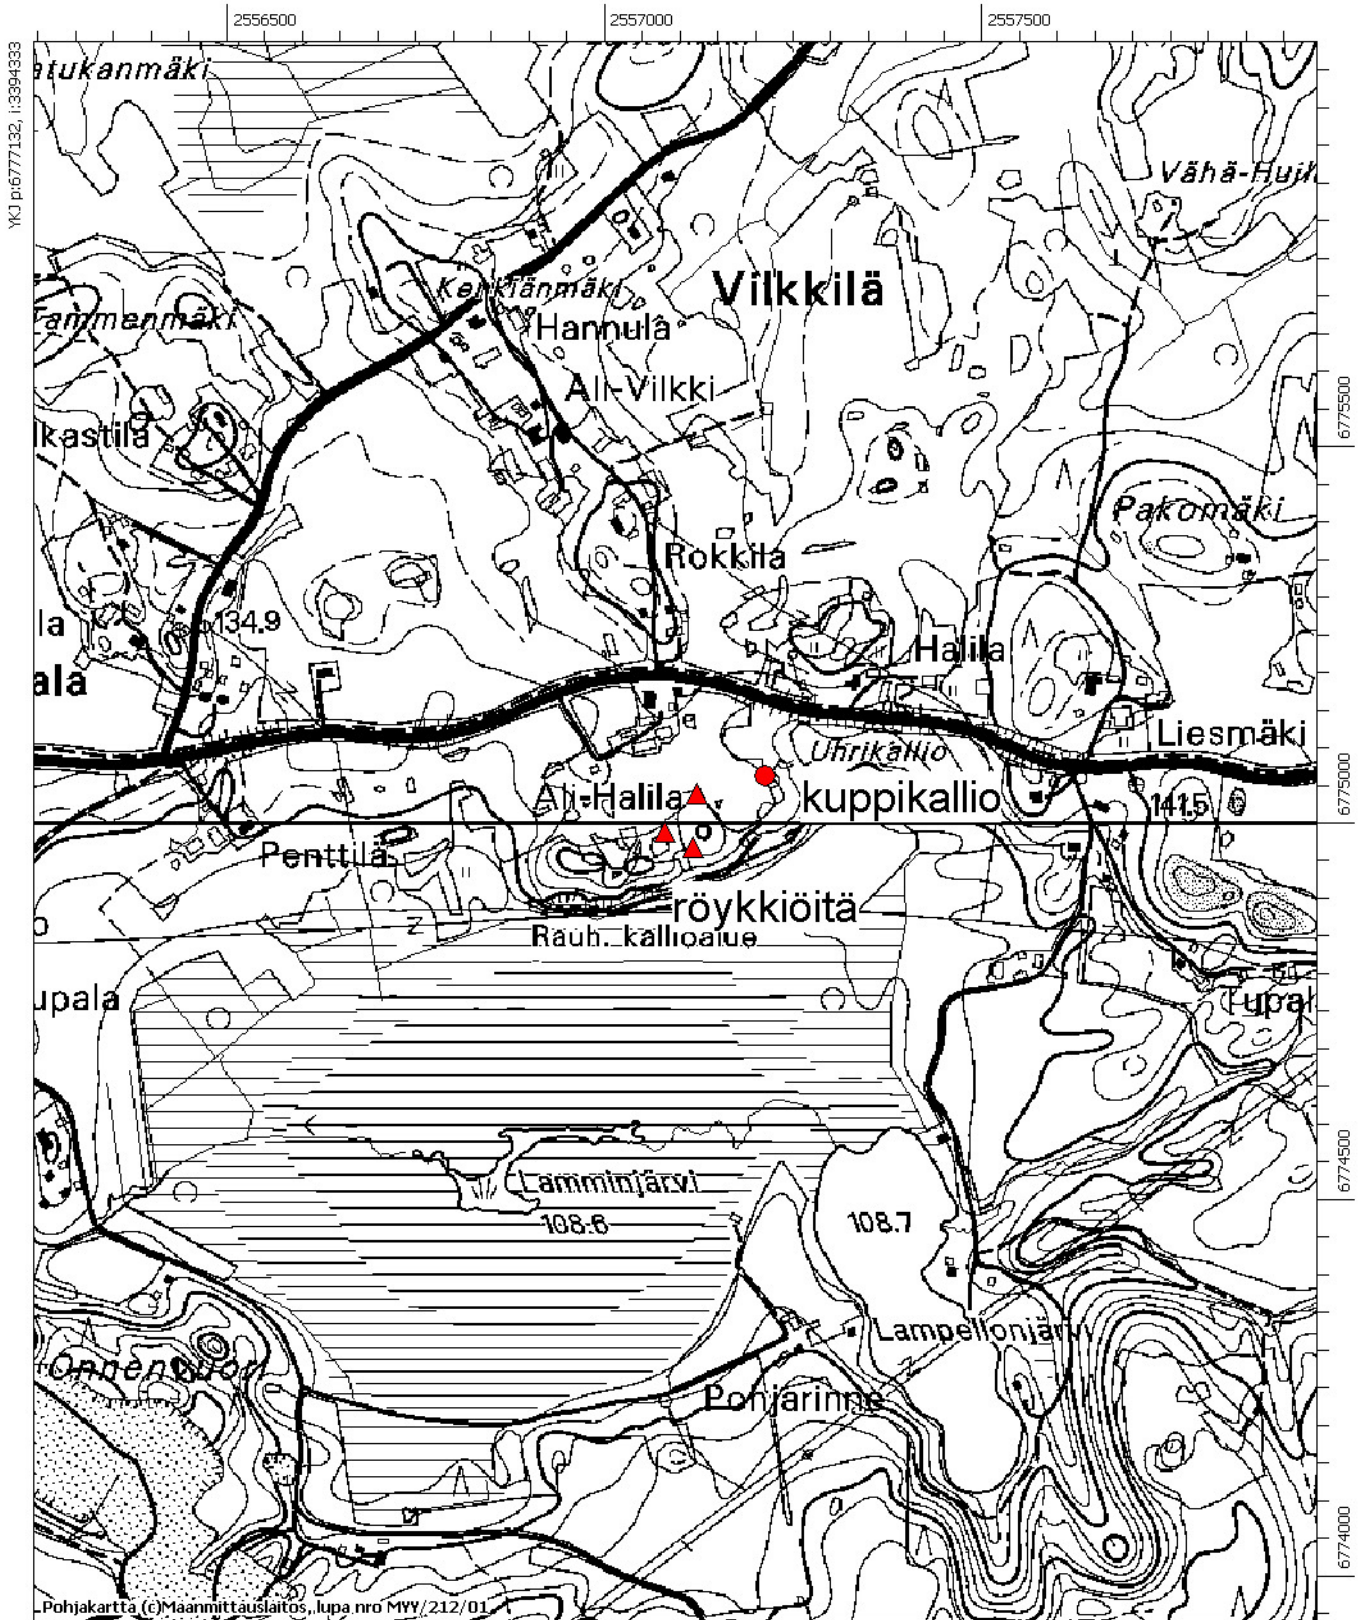 2556500
2557000
2557500
YKJ p:6777132, i:3394333
atukanmäki
Vähä-Huil
Vilkkilä
Kerkiänmäki
Tammenmäki
Hannula
Ali-Vilkki
6775500
lkastila
Pakomäki
Rokkila
134.9
la
Halila
ala
Liesmäki
Uhrikallio
6775000
Ali-Halila
kuppikallio
141.5
Penttilä
röykkiöitä
Rauh. kallioalue
upala
Tupal
6774500
Lamminjärvi
108.6
108.7
Lampellonjärvi
Onnenvuori
Pohjarinne
6774000
Pohjakartta (c)Maanmittauslaitos, lupa nro MYY/212/01